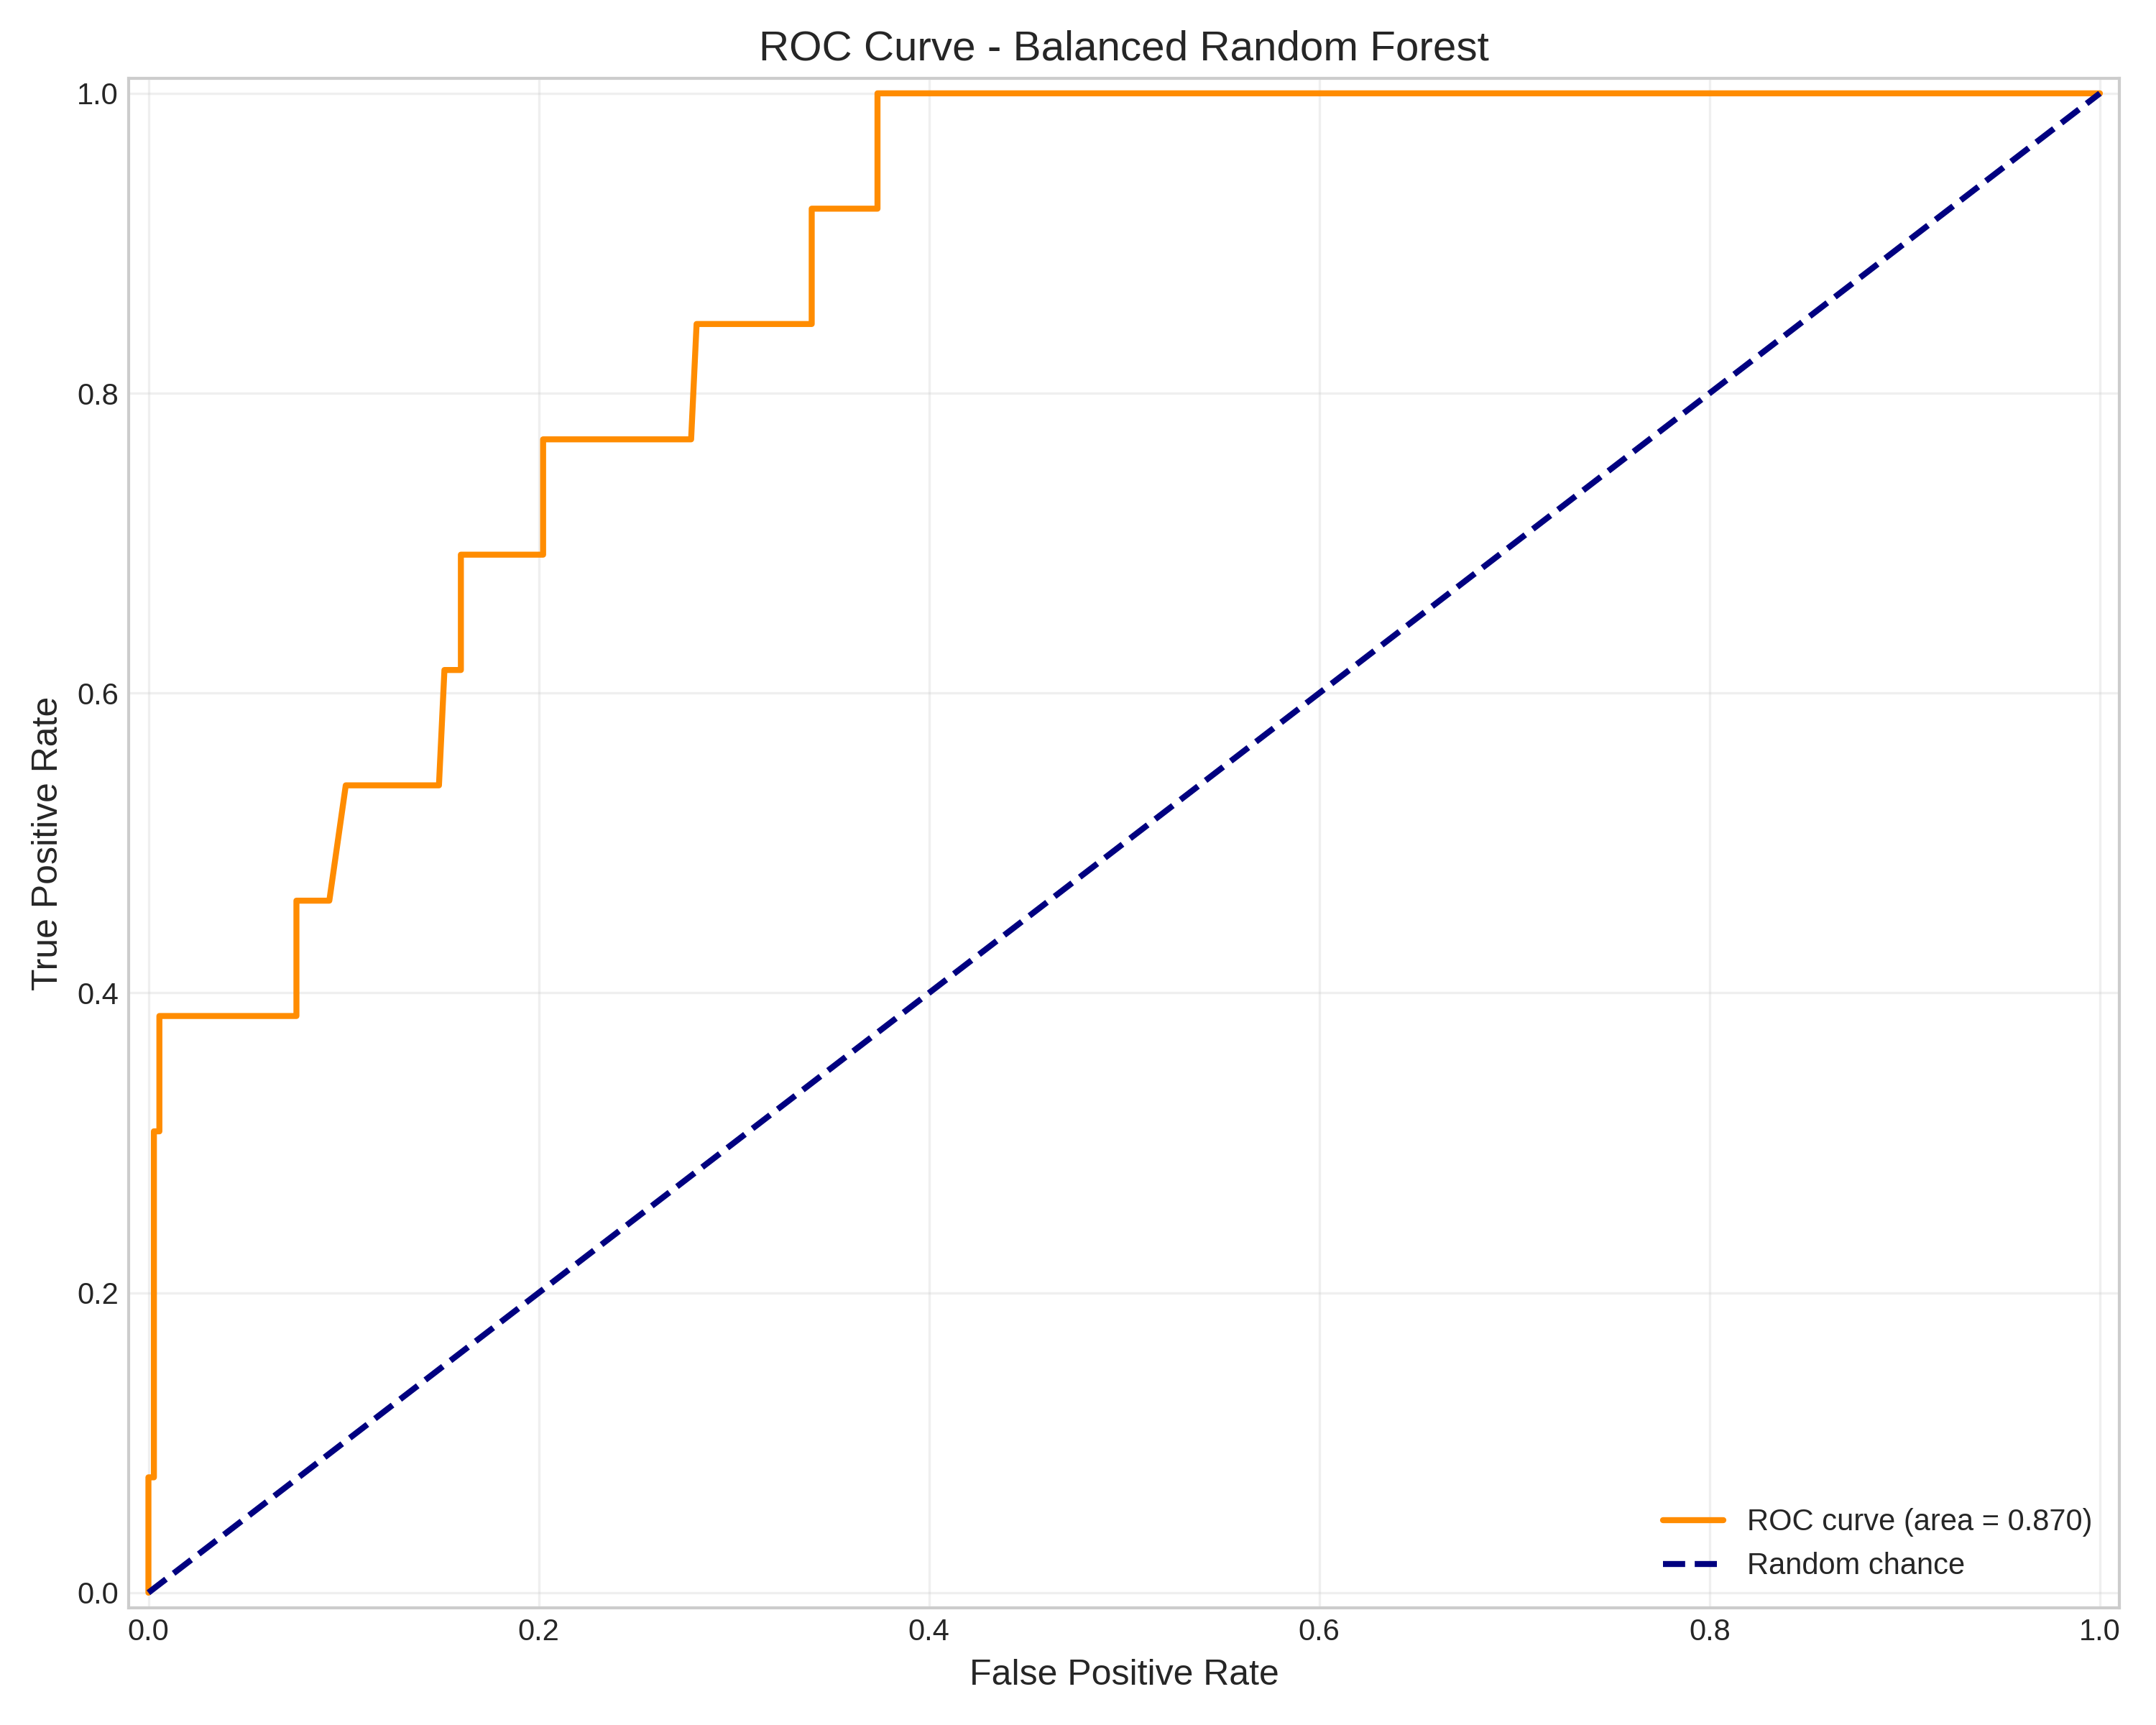 ROC Curve - Balanced Random Forest
True Positive Rate
1.0
0.8
0.6
0.4
0.2
0.0
0.0 0.2 0.4 0.6 0.8 1.0
False Positive Rate
ROC curve (area = 0.870)
Random chance